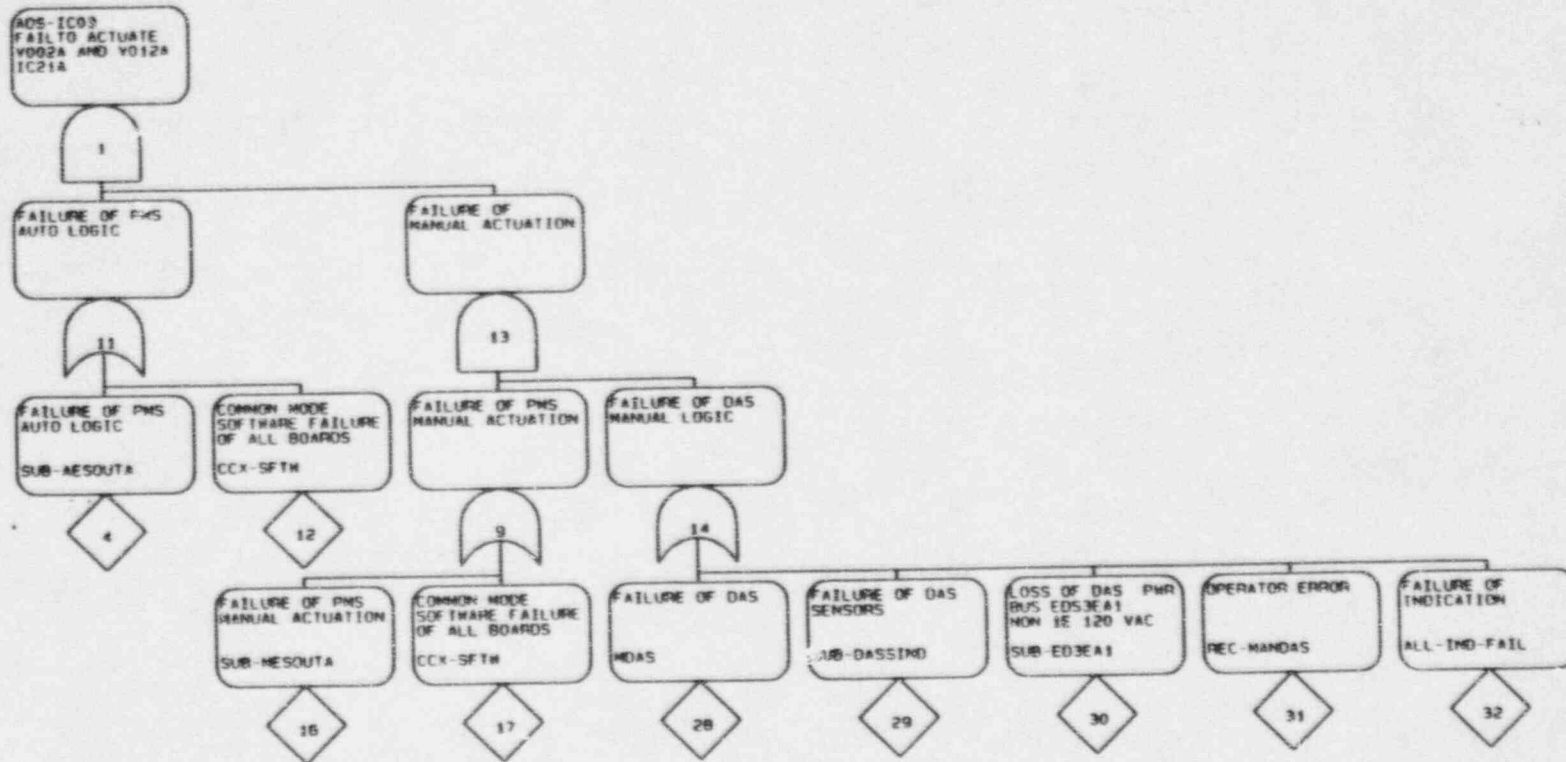 ADS-IC03
FAIL TO ACTUATE
V002A AND V012A
IC21A
1
FAILURE OF PMS
AUTO LOGIC
FAILURE OF
MANUAL ACTUATION
11
13
FAILURE OF PMS
AUTO LOGIC
SUB-AESOUTA
COMMON MODE
SOFTWARE FAILURE
OF ALL BOARDS
CCX-SFTW
FAILURE OF PMS
MANUAL ACTUATION
FAILURE OF DAS
MANUAL LOGIC
4
12
9
14
FAILURE OF PMS
MANUAL ACTUATION
SUB-MESOUTA
COMMON MODE
SOFTWARE FAILURE
OF ALL BOARDS
CCX-SFTW
FAILURE OF DAS
MDAS
FAILURE OF DAS
SENSORS
SUB-DASSIND
LOSS OF DAS PWR
BUS EDS3EA1
NON 1E 120 VAC
SUB-ED3EA1
OPERATOR ERROR
REC-MANDAS
FAILURE OF
INDICATION
ALL-IND-FAIL
16
17
28
29
30
31
32